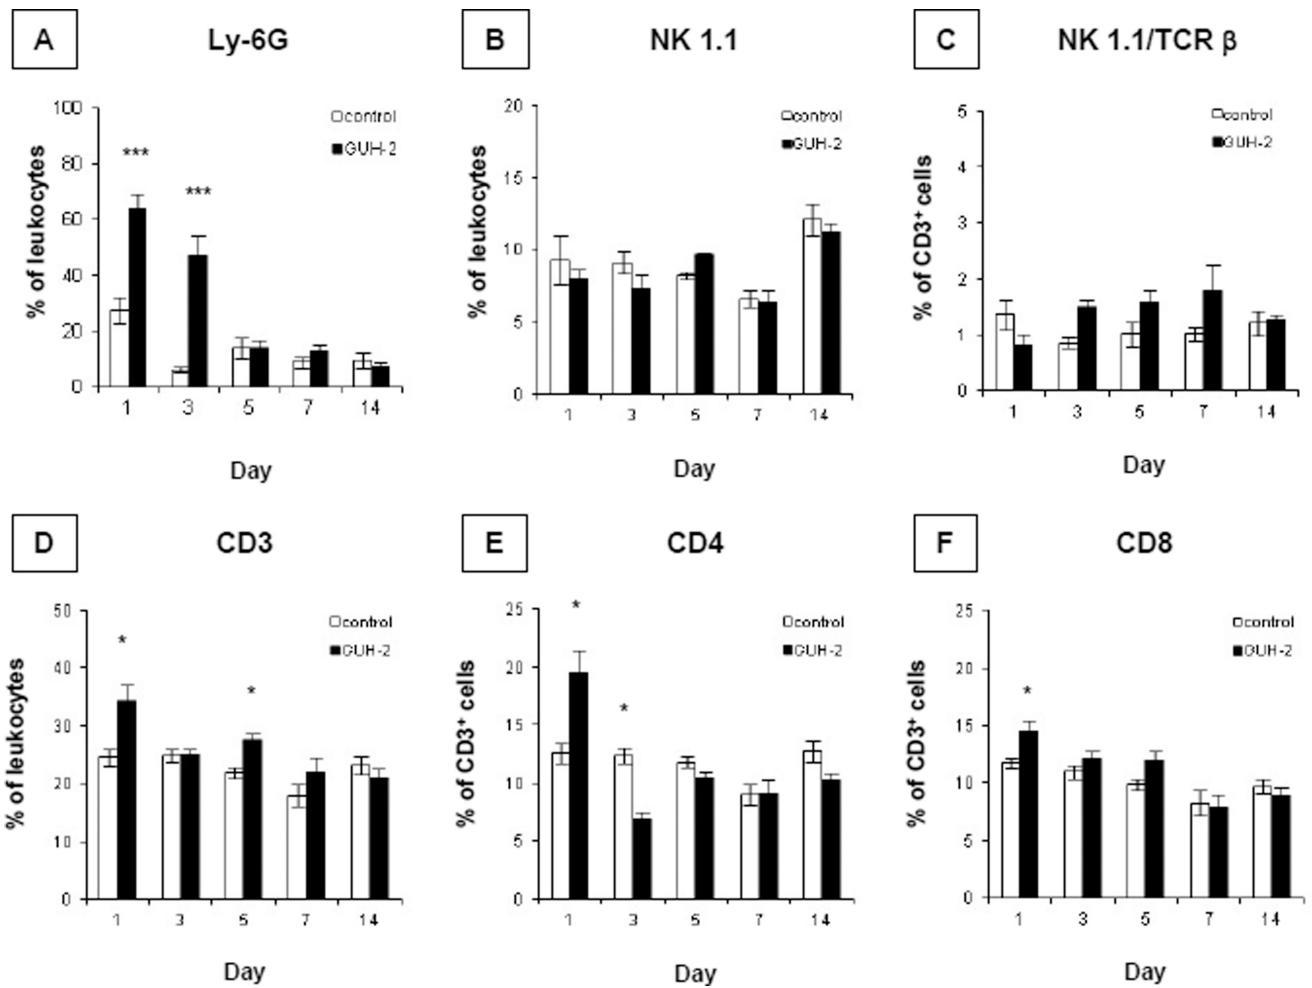 A Ly-6G
% of leukocytes
100
80
60
40
20
0
*** ***
control
GUH-2
1 3 5 7 14
Day
B NK 1.1
% of leukocytes
20
15
10
5
0
control
GUH-2
1 3 5 7 14
Day
C NK 1.1/TCR β
% of CD3+ cells
5
4
3
2
1
0
control
GUH-2
1 3 5 7 14
Day
D CD3
% of leukocytes
50
40
30
20
10
0
* *
control
GUH-2
1 3 5 7 14
Day
E CD4
% of CD3+ cells
25
20
15
10
5
0
* *
control
GUH-2
1 3 5 7 14
Day
F CD8
% of CD3+ cells
25
20
15
10
5
0
*
control
GUH-2
1 3 5 7 14
Day